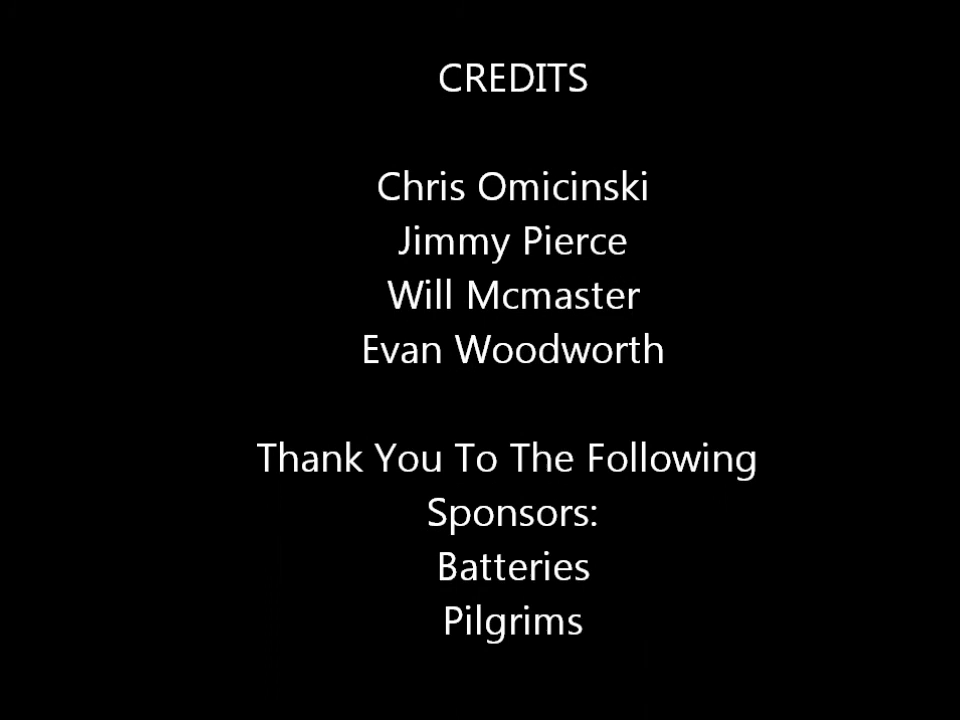 CREDITS
Chris Omicinski
Jimmy Pierce
Will Mcmaster
Evan Woodworth
Thank You To The Following
Sponsors:
Batteries
Pilgrims